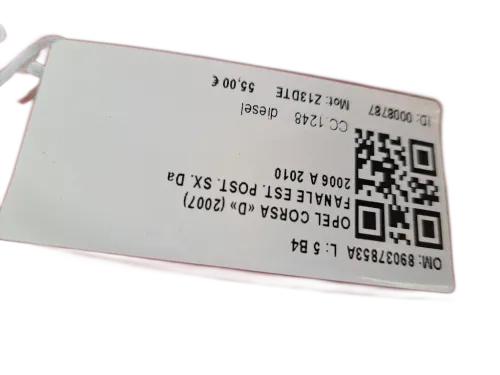 OM: 89037853A L: 5 B4
OPEL CORSA «D» (2007)
FANALE EST. POST. SX. Da
2006 A 2010
CC 1248 diesel
ID: 0008787 Mot: Z13DTE 55,00 €